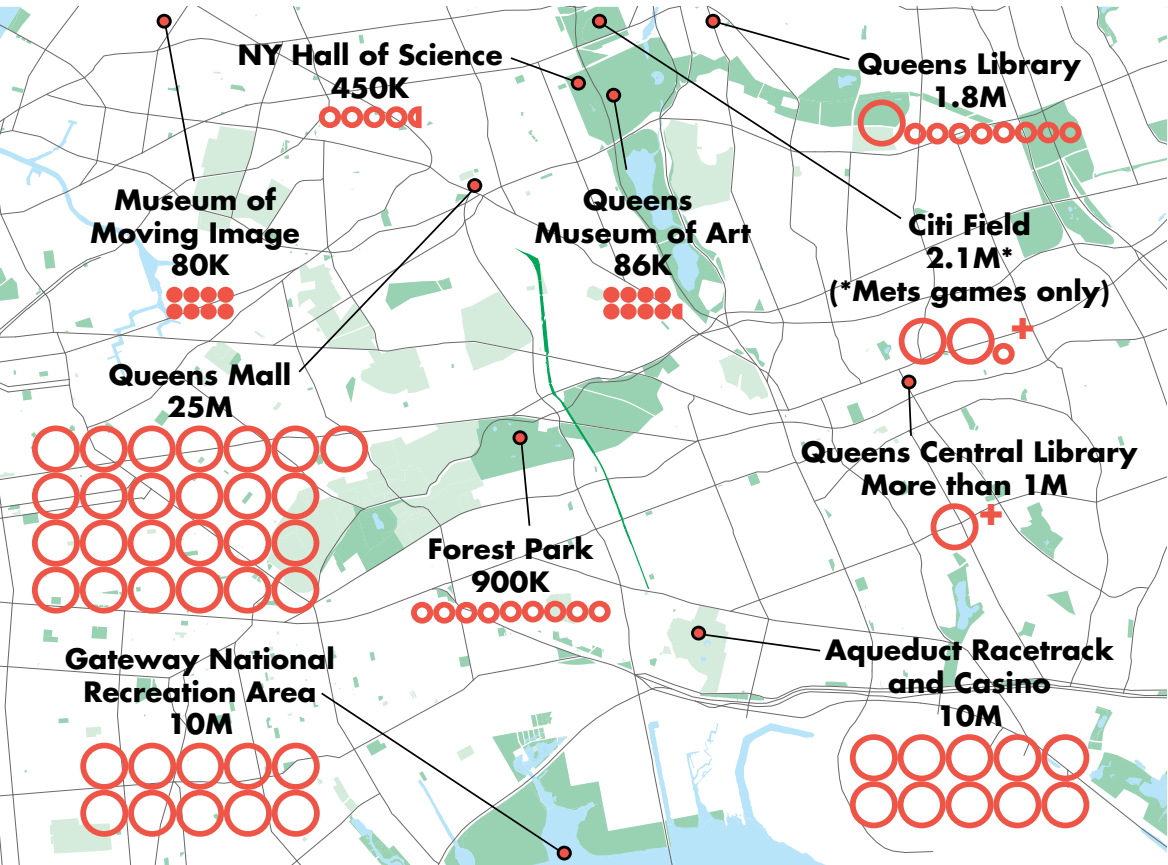 NY Hall of Science
450K
Queens Library
1.8M
Museum of
Moving Image
80K
Queens
Museum of Art
86K
Citi Field
2.1M*
(*Mets games only)
Queens Mall
25M
Queens Central Library
More than 1M
Forest Park
900K
Gateway National
Recreation Area
10M
Aqueduct Racetrack
and Casino
10M